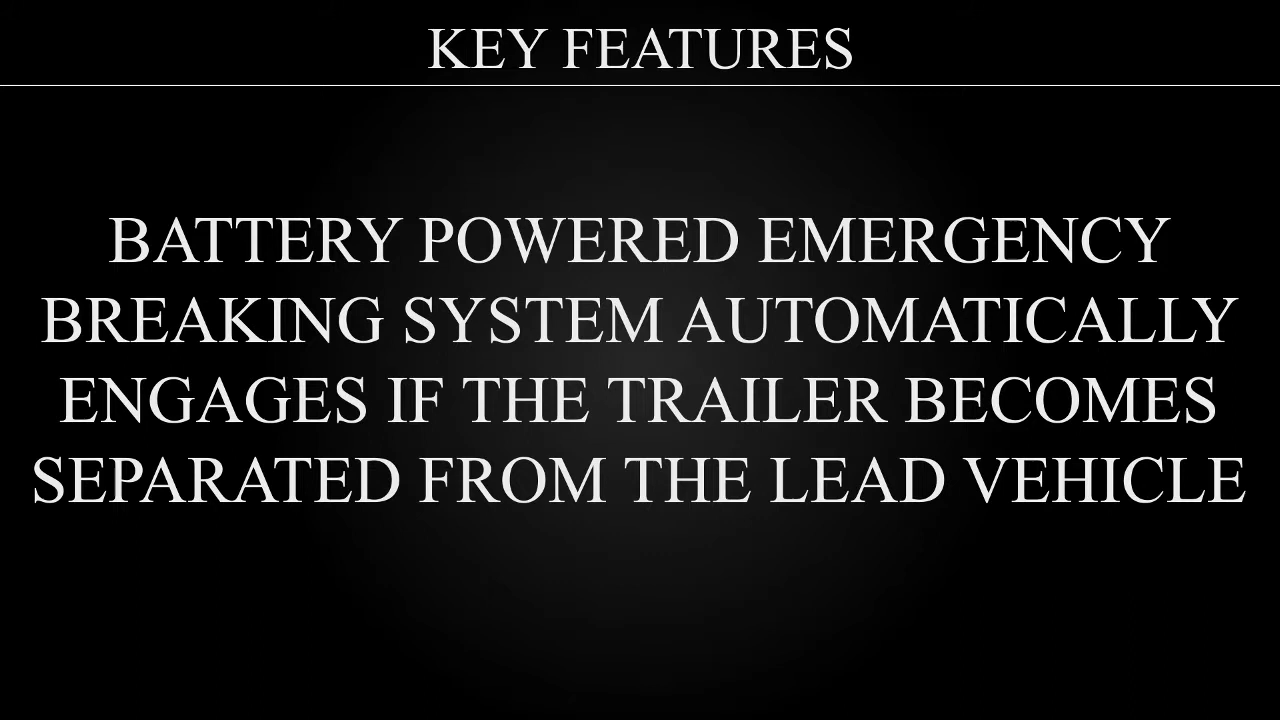 KEY FEATURES
BATTERY POWERED EMERGENCY
BREAKING SYSTEM AUTOMATICALLY
ENGAGES IF THE TRAILER BECOMES
SEPARATED FROM THE LEAD VEHICLE